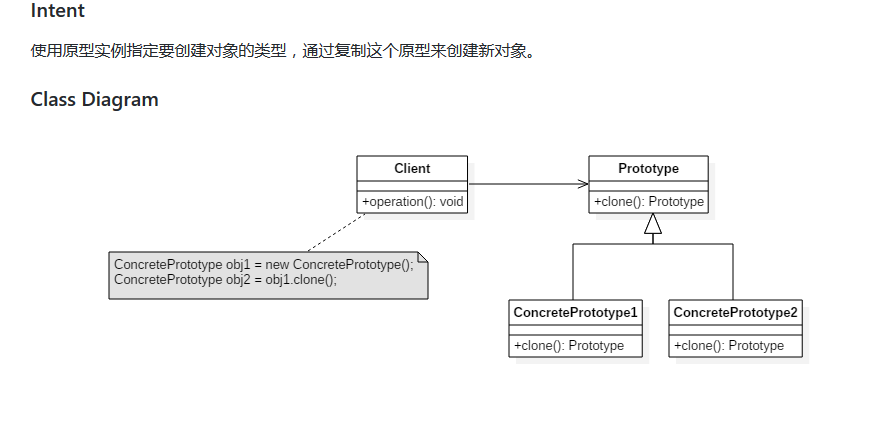 Intent
使用原型实例指定要创建对象的类型，通过复制这个原型来创建新对象。
Class Diagram
Client
+operation(): void
Prototype
+clone(): Prototype
ConcretePrototype obj1 = new ConcretePrototype();
ConcretePrototype obj2 = obj1.clone();
ConcretePrototype1
+clone(): Prototype
ConcretePrototype2
+clone(): Prototype